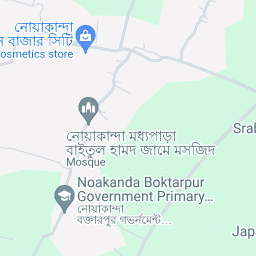 নোয়াকান্দা
ন বাজার সিটি
osmetics store
নোয়াকান্দা মধ্যপাড়া
বাইতুল হামদ জামে মসজিদ
Mosque
Srab
Noakanda Boktarpur
Government Primary...
নোয়াকান্দা
বক্তারপুর গভর্নমেন্ট...
Jap